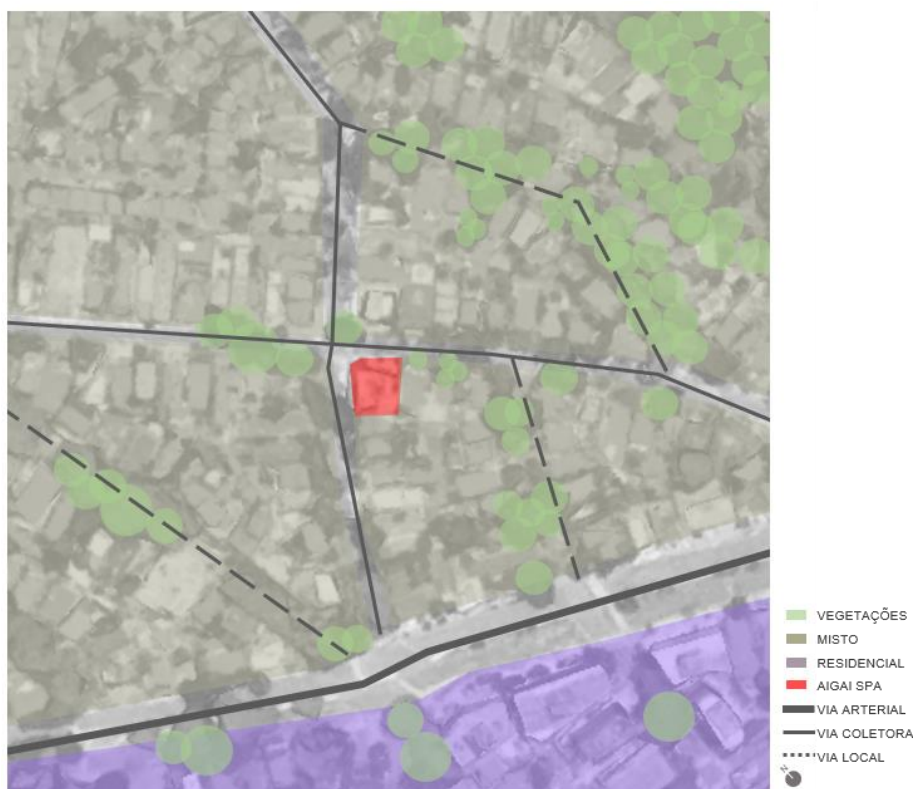 VEGETAÇÕES
MISTO
RESIDENCIAL
AIGAI SPA
VIA ARTERIAL
VIA COLETORA
VIA LOCAL
N